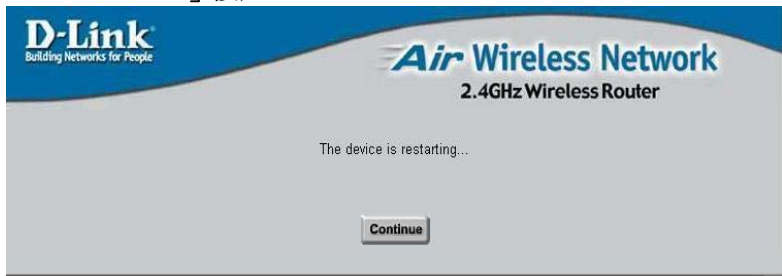 D-Link
Building Networks for People
Air Wireless Network
2.4GHz Wireless Router
The device is restarting...
Continue